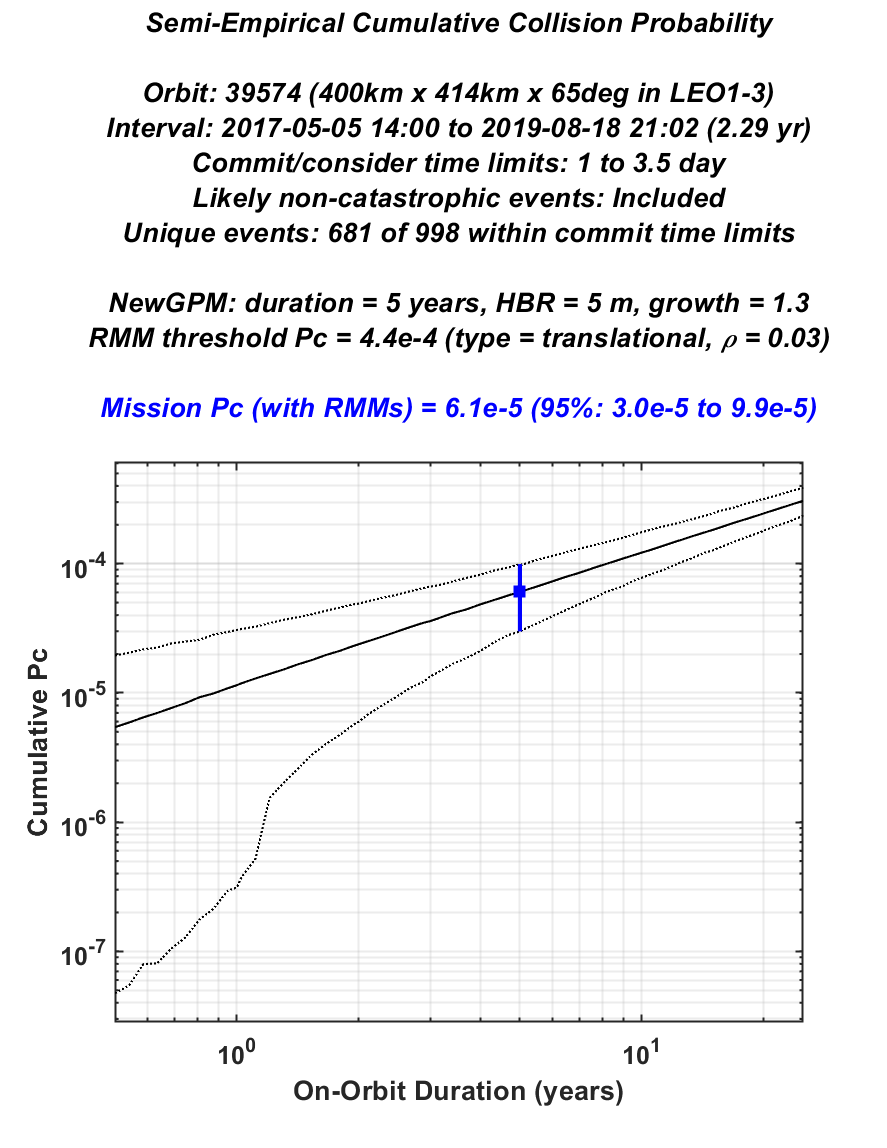 Semi-Empirical Cumulative Collision Probability
Orbit: 39574 (400km x 414km x 65deg in LEO1-3)
Interval: 2017-05-05 14:00 to 2019-08-18 21:02 (2.29 yr)
Commit/consider time limits: 1 to 3.5 day
Likely non-catastrophic events: Included
Unique events: 681 of 998 within commit time limits
NewGPM: duration = 5 years, HBR = 5 m, growth = 1.3
RMM threshold Pc = 4.4e-4 (type = translational, ρ = 0.03)
Mission Pc (with RMMs) = 6.1e-5 (95%: 3.0e-5 to 9.9e-5)
10⁻⁴
10⁻⁵
10⁻⁶
10⁻⁷
Cumulative Pc
10⁰ 10¹
On-Orbit Duration (years)